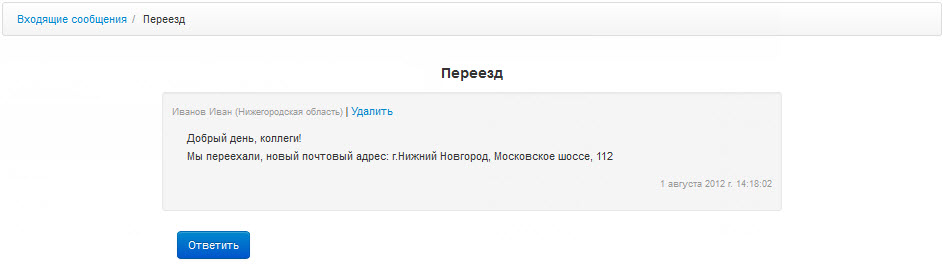 Входящие сообщения / Переезд
Переезд
Иванов Иван (Нижегородская область) | Удалить
Добрый день, коллеги!
Мы переехали, новый почтовый адрес: г.Нижний Новгород, Московское шоссе, 112
1 августа 2012 г. 14:18:02
Ответить